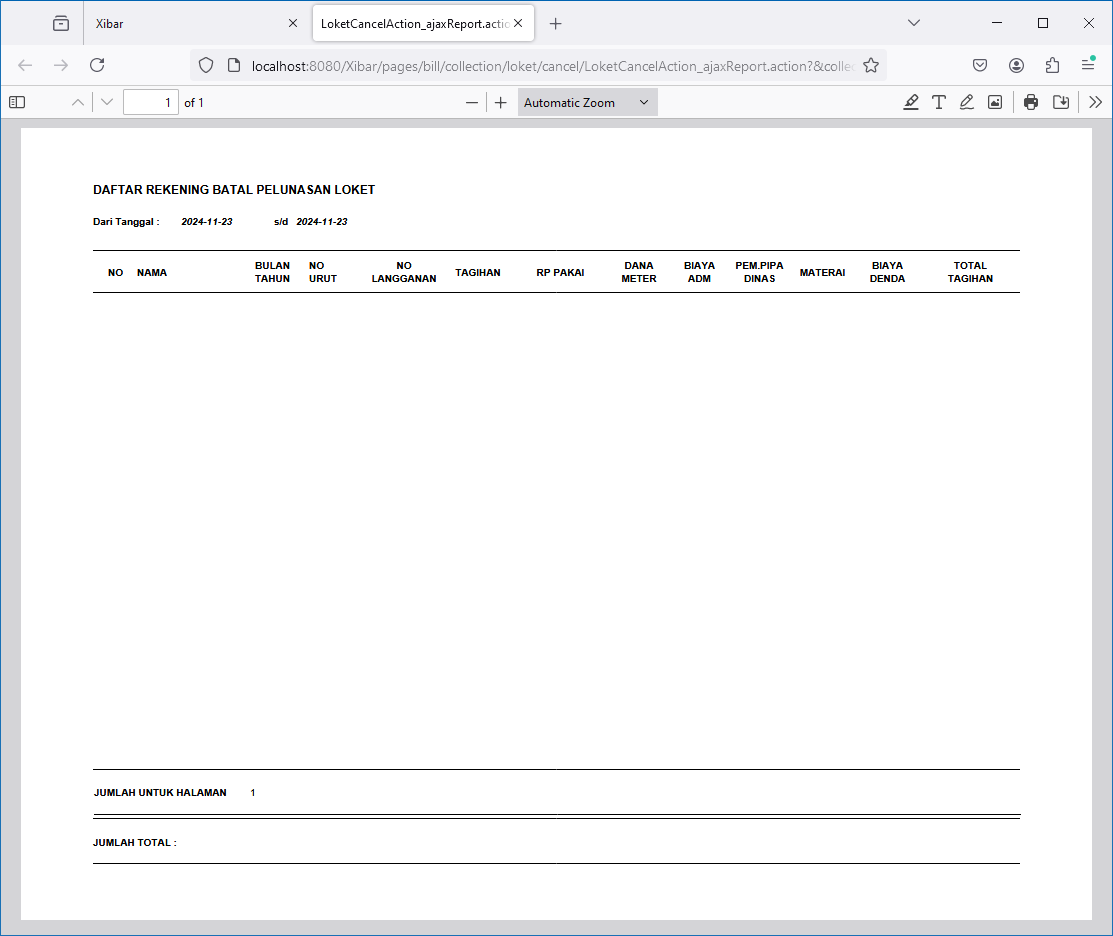 Xibar
LoketCancelAction_ajaxReport.actio
localhost:8080/Xibar/pages/bill/collection/loket/cancel/LoketCancelAction_ajaxReport.action?&colle
1 of 1 Automatic Zoom
DAFTAR REKENING BATAL PELUNASAN LOKET
Dari Tanggal : 2024-11-23 s/d 2024-11-23
NO NAMA BULAN TAHUN NO URUT NO LANGGANAN TAGIHAN RP PAKAI DANA METER BIAYA ADM PEM.PIPA DINAS MATERAI BIAYA DENDA TOTAL TAGIHAN
JUMLAH UNTUK HALAMAN 1
JUMLAH TOTAL :